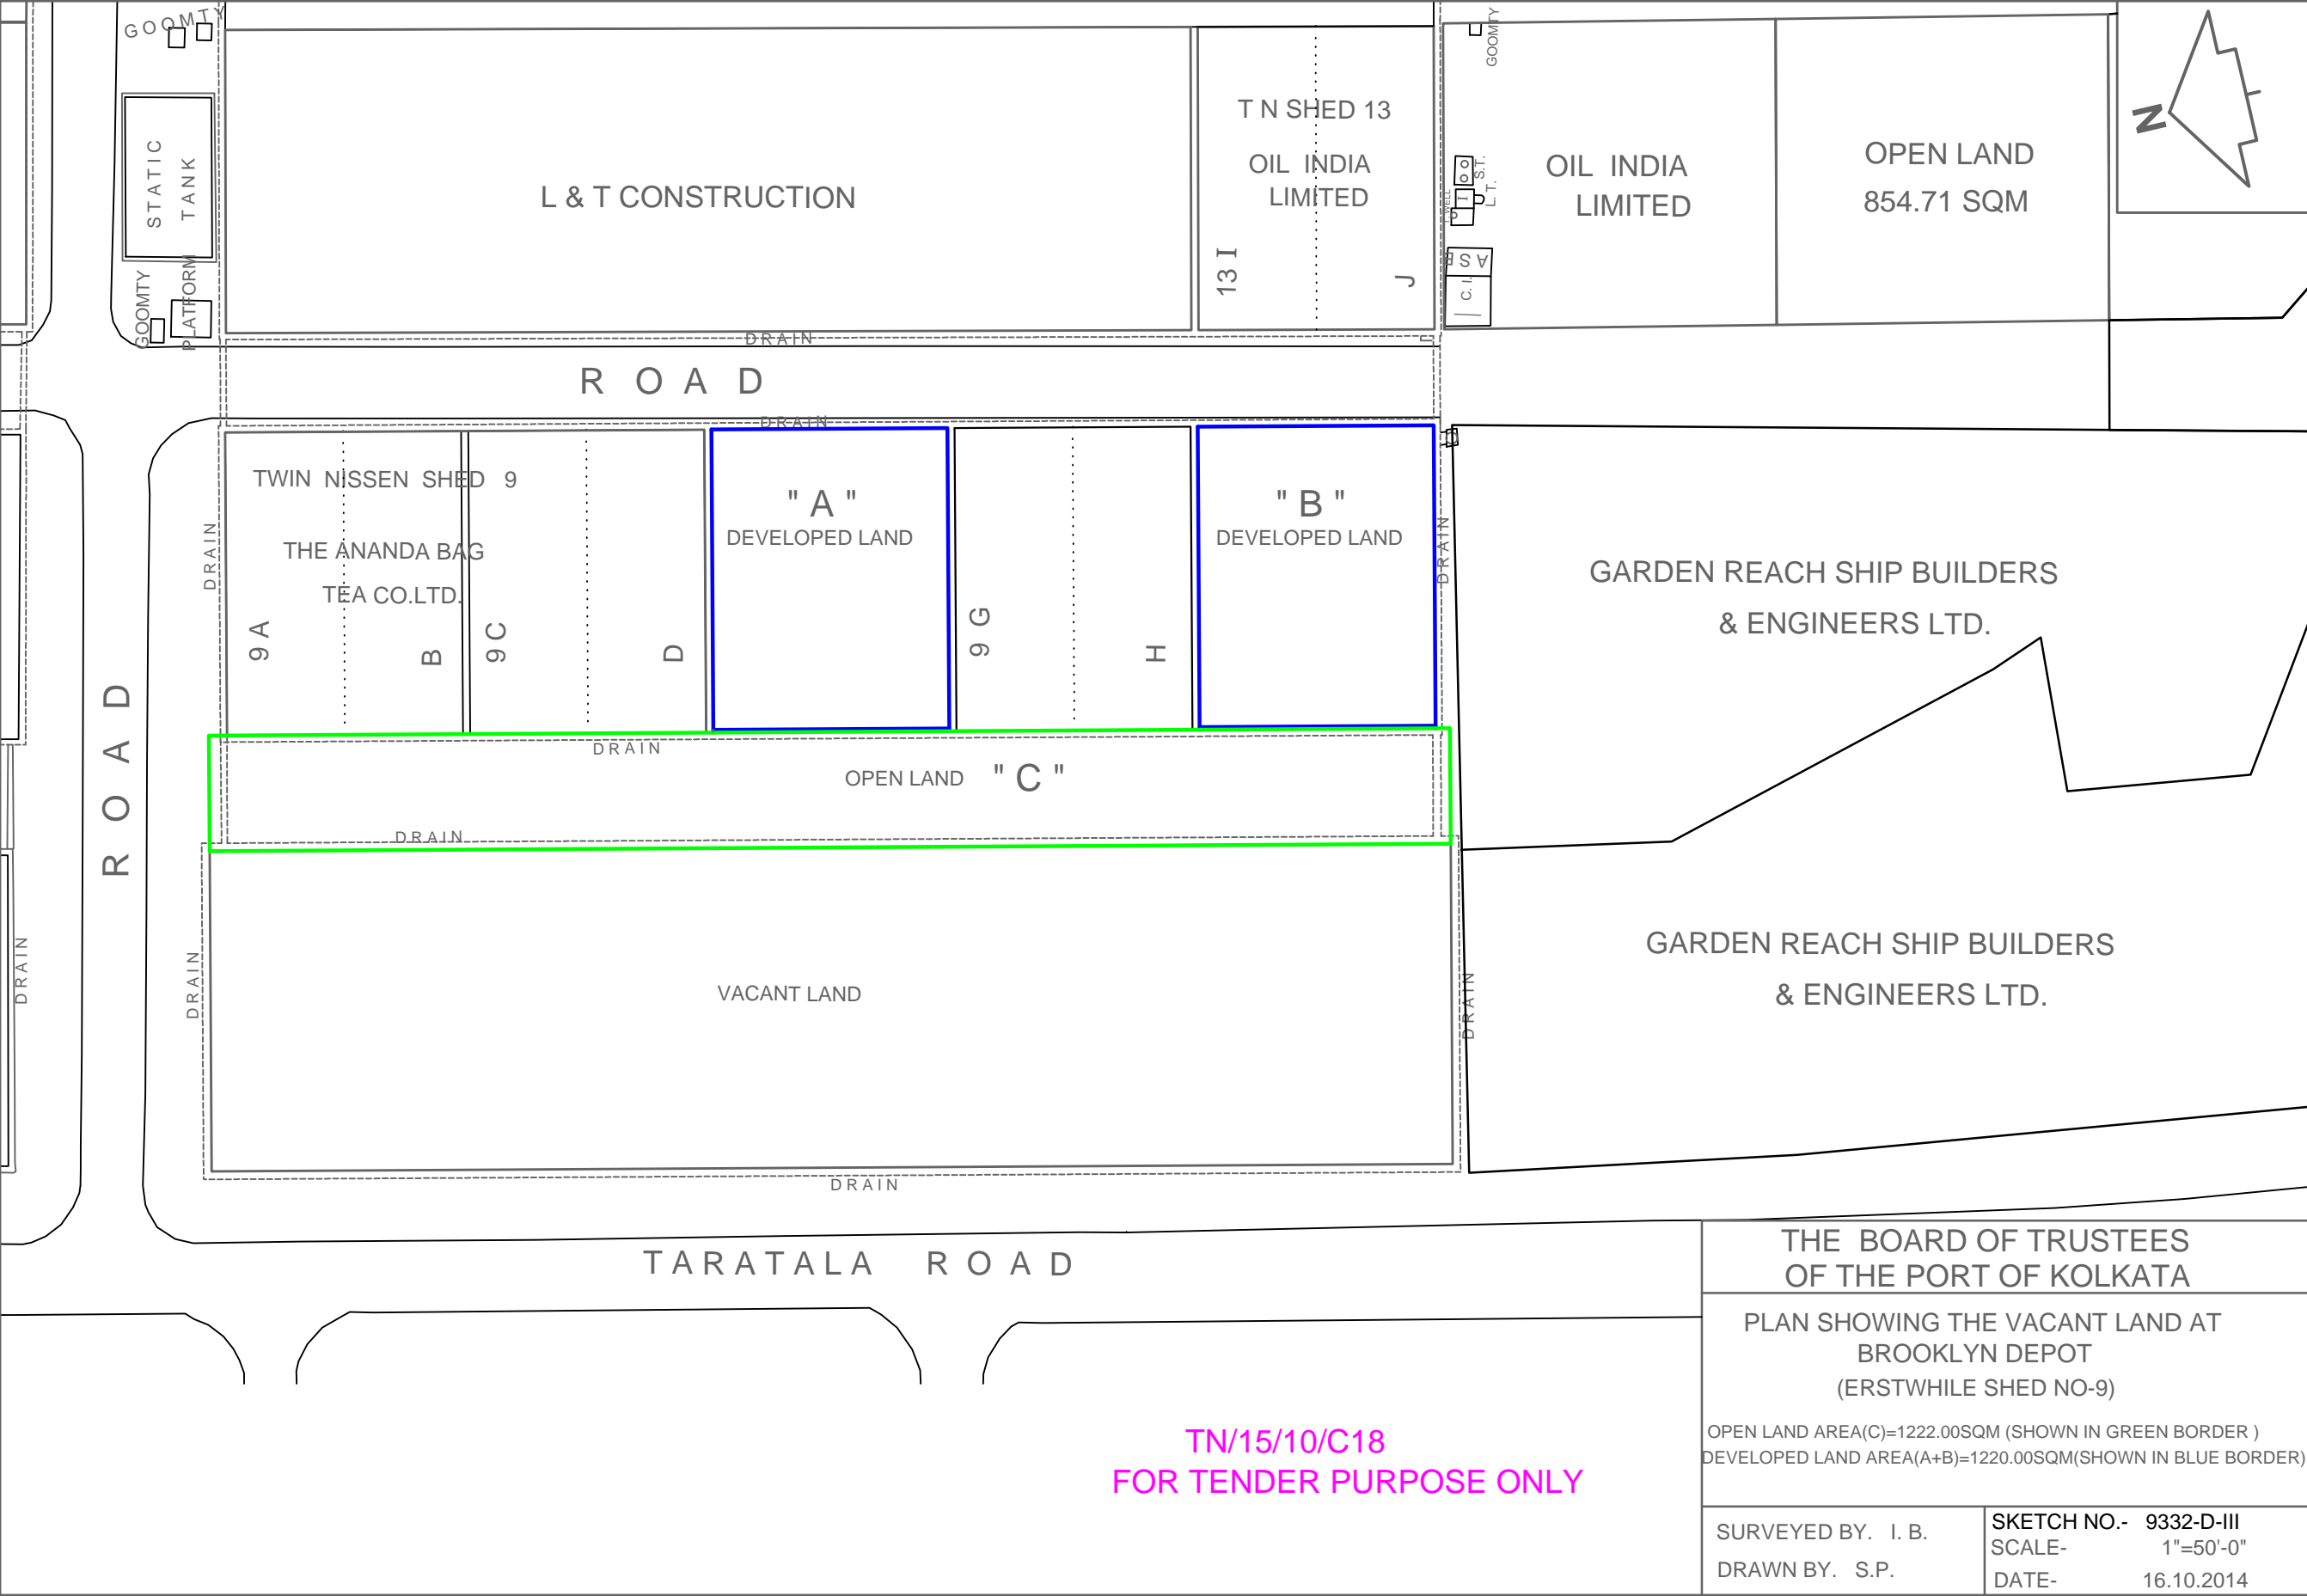 GOOMTY
STATIC
TANK
GOOMTY
PLATFORM
L & T CONSTRUCTION
T N SHED 13
OIL INDIA
LIMITED
13 I
J
GOOMTY
S.T.
L.T.
T.WELL
C.I.
OIL INDIA
LIMITED
OPEN LAND
854.71 SQM
N
DRAIN
ROAD
DRAIN
TWIN NISSEN SHED 9
THE ANANDA BAG
TEA CO.LTD.
9 A
B
9 C
D
" A "
DEVELOPED LAND
9 G
H
" B "
DEVELOPED LAND
DRAIN
DRAIN
GARDEN REACH SHIP BUILDERS
& ENGINEERS LTD.
ROAD
DRAIN
OPEN LAND " C "
DRAIN
DRAIN
DRAIN
VACANT LAND
DRAIN
GARDEN REACH SHIP BUILDERS
& ENGINEERS LTD.
DRAIN
TARATALA ROAD
THE BOARD OF TRUSTEES
OF THE PORT OF KOLKATA
PLAN SHOWING THE VACANT LAND AT
BROOKLYN DEPOT
(ERSTWHILE SHED NO-9)
OPEN LAND AREA(C)=1222.00SQM (SHOWN IN GREEN BORDER )
DEVELOPED LAND AREA(A+B)=1220.00SQM(SHOWN IN BLUE BORDER)
TN/15/10/C18
FOR TENDER PURPOSE ONLY
SURVEYED BY. I. B.
DRAWN BY. S.P.
SKETCH NO.- 9332-D-III
SCALE- 1"=50'-0"
DATE- 16.10.2014